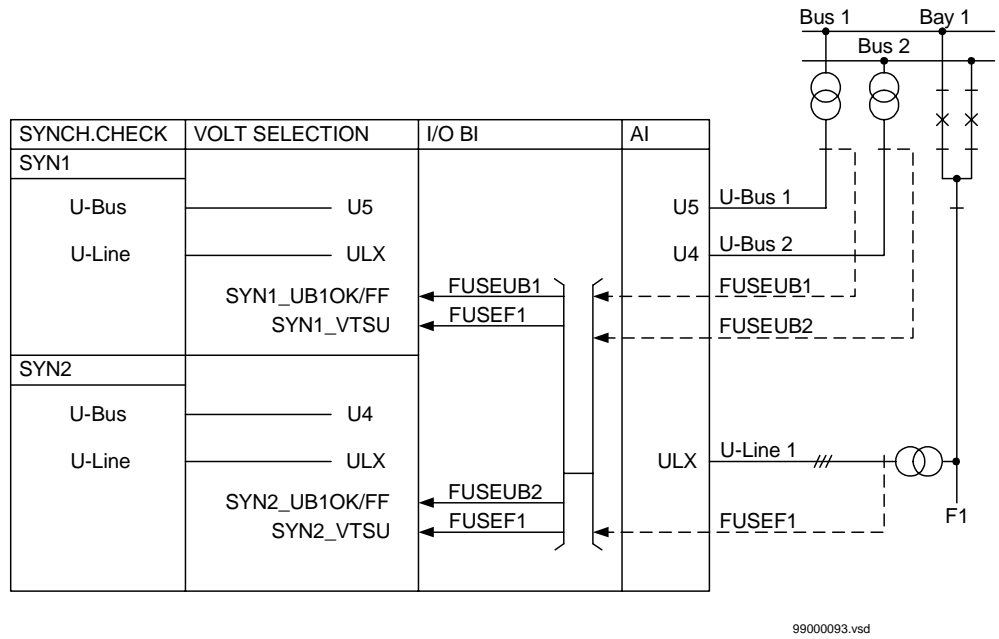 Bus 1 Bay 1
Bus 2
SYNCH.CHECK VOLT SELECTION I/O BI AI
SYN1
U-Bus U5 U5 U-Bus 1
U-Line ULX U4 U-Bus 2
SYN1_UB1OK/FF FUSEUB1 FUSEUB1
SYN1_VTSU FUSEF1 FUSEUB2
SYN2
U-Bus U4
U-Line ULX ULX U-Line 1
SYN2_UB1OK/FF FUSEUB2
SYN2_VTSU FUSEF1 FUSEF1 F1
99000093.vsd